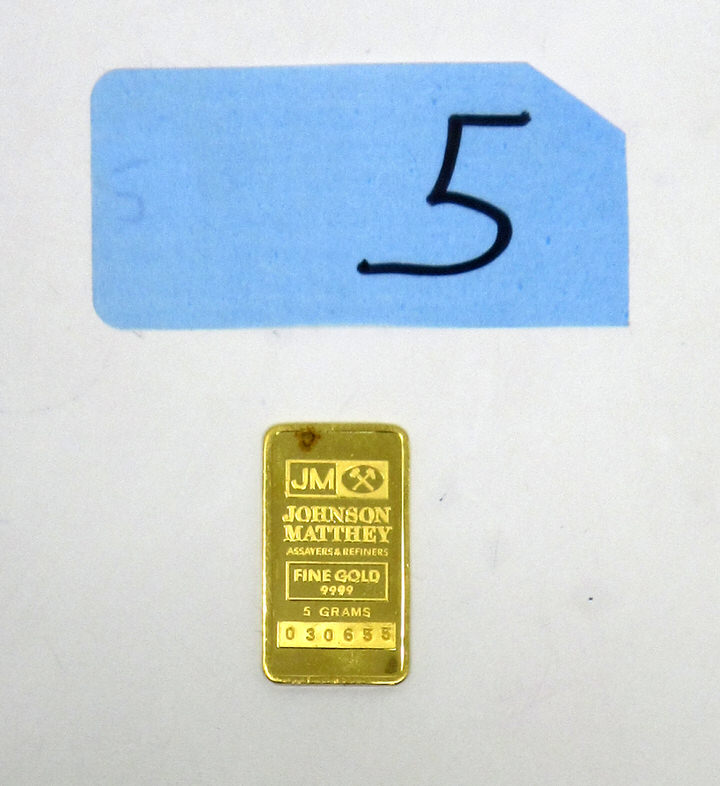 5
JM
JOHNSON
MATTHEY
ASSAYERS & REFINERS
FINE GOLD
9999
5 GRAMS
030655